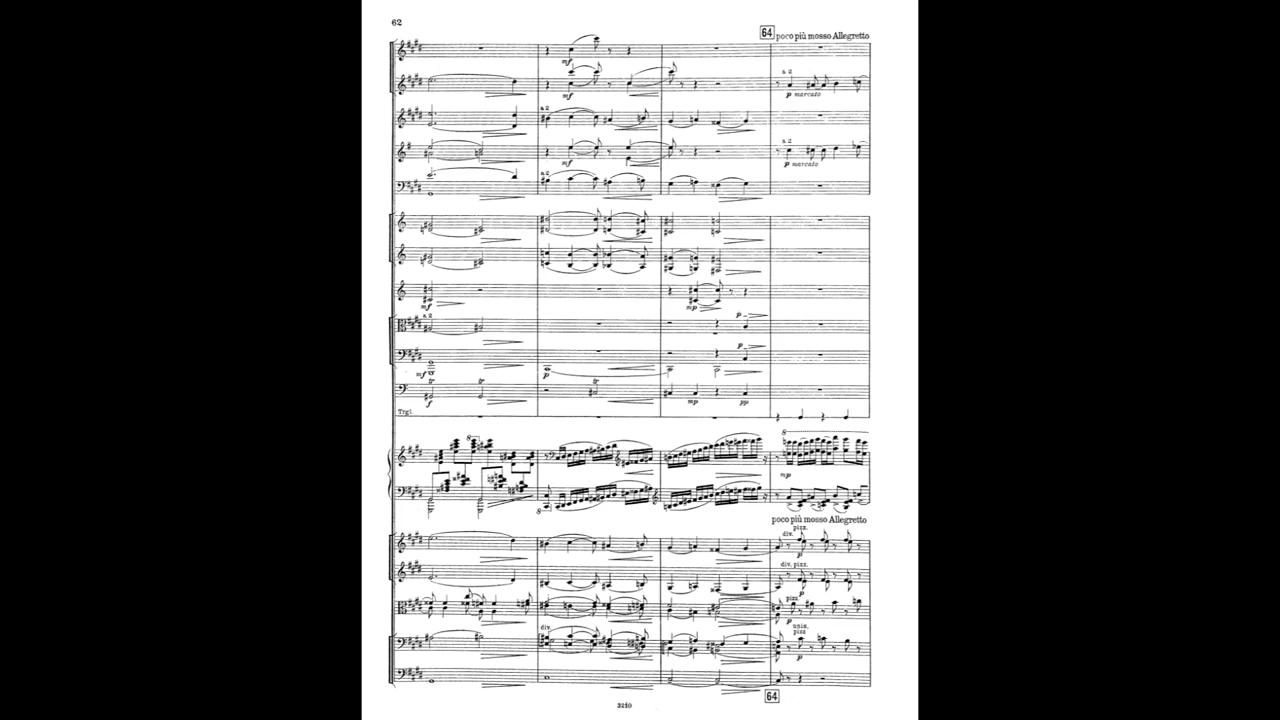 62
64 poco più mosso Allegretto
mf
a 2
mf
p marcato
a 2
a 2
mf
p marcato
a 2
mf
mp
p
a 2
p
mf
p
tr
tr
tr
f
mp
pp
Trgl.
8
8
mp
8
poco più mosso Allegretto
pizz.
div.
p
div. pizz.
p
pizz.
p
div.
unis.
pizz
p
64
3210